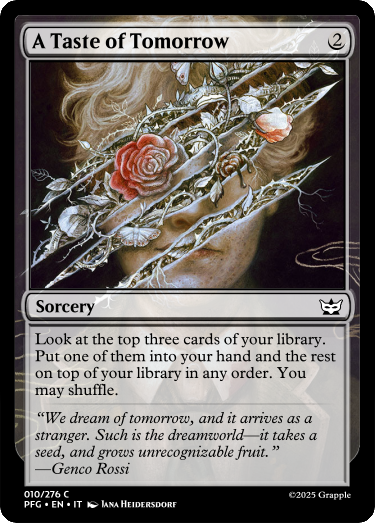 A Taste of Tomorrow 2
Sorcery
Look at the top three cards of your library.
Put one of them into your hand and the rest
on top of your library in any order. You
may shuffle.
“We dream of tomorrow, and it arrives as a
stranger. Such is the dreamworld—it takes a
seed, and grows unrecognizable fruit.”
—Genco Rossi
010/276 C
PFG • EN • IT Jana Heidersdorf
©2025 Grapple